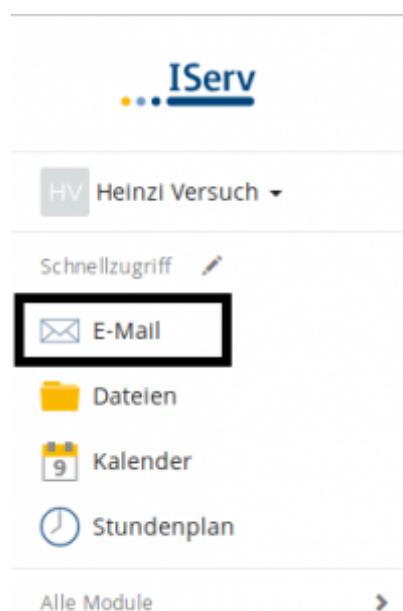 IServ
HV Heinzi Versuch
Schnellzugriff
E-Mail
Dateien
9 Kalender
Stundenplan
Alle Module